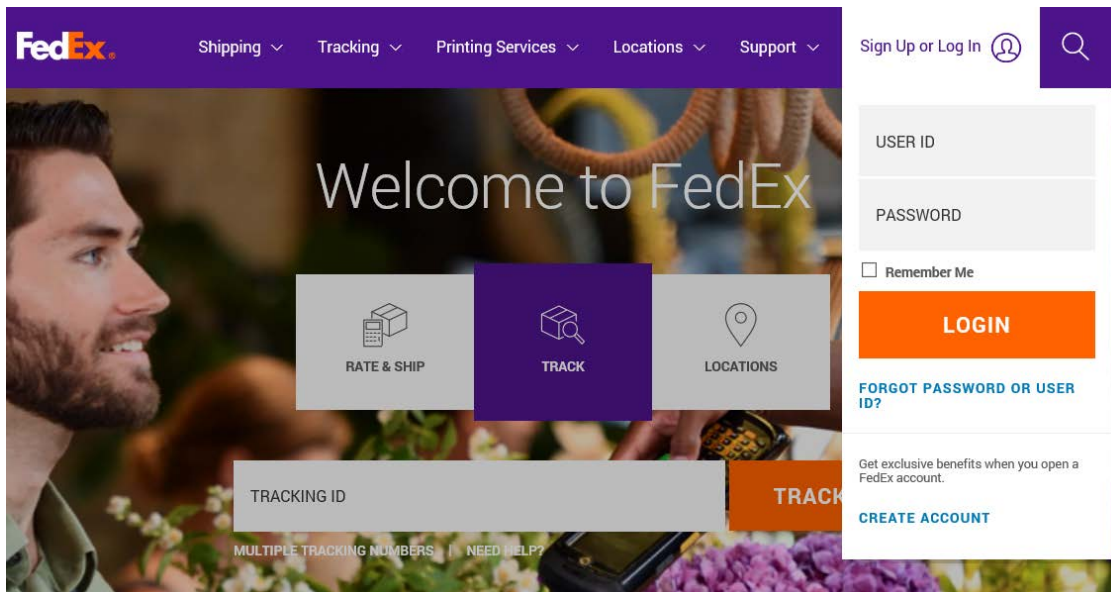 FedEx®
Shipping
Tracking
Printing Services
Locations
Support
Sign Up or Log In
Welcome to FedEx
RATE & SHIP
TRACK
LOCATIONS
TRACKING ID
TRACK
MULTIPLE TRACKING NUMBERS | NEED HELP?
USER ID
PASSWORD
Remember Me
LOGIN
FORGOT PASSWORD OR USER
ID?
Get exclusive benefits when you open a
FedEx account.
CREATE ACCOUNT